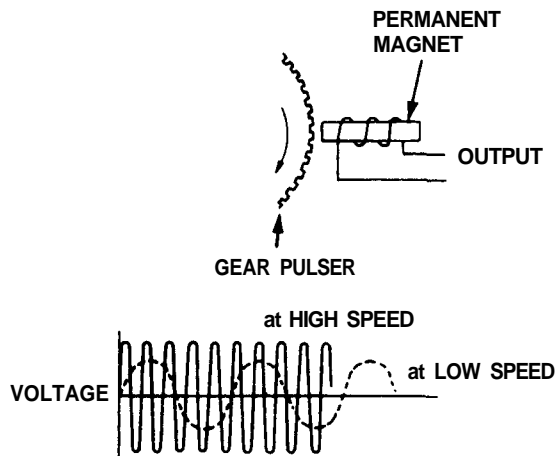 PERMANENT
MAGNET
OUTPUT
GEAR PULSER
at HIGH SPEED
at LOW SPEED
VOLTAGE